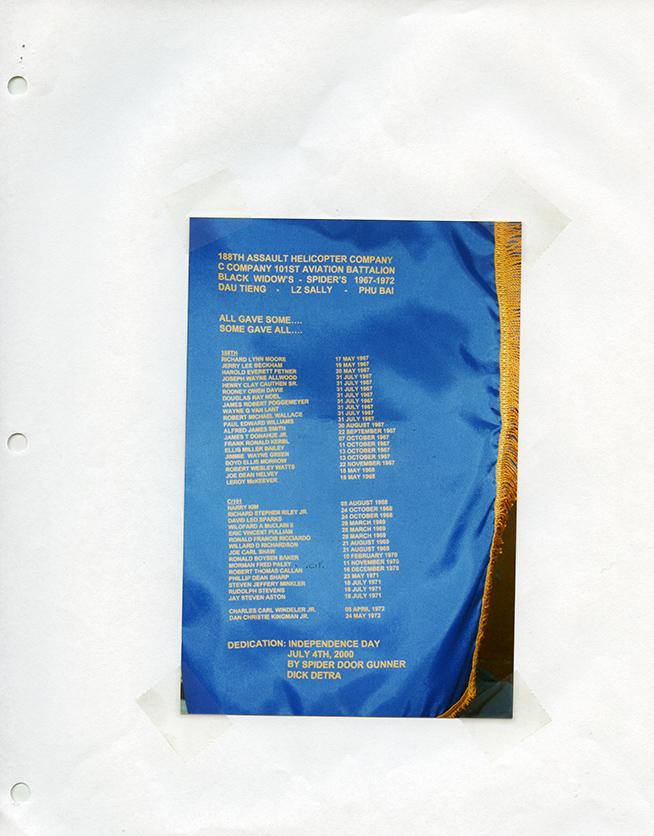 188TH ASSAULT HELICOPTER COMPANY
C COMPANY 101ST AVIATION BATTALION
BLACK WIDOW'S - SPIDER'S 1967-1972
DAU TIENG - LZ SALLY - PHU BAI
ALL GAVE SOME....
SOME GAVE ALL....
188TH
RICHARD LYNN MOORE 17 MAY 1967
JERRY LEE BECKHAM 19 MAY 1967
HAROLD EVERETT FETNER 30 MAY 1967
JOSEPH WAYNE ALLWOOD 31 JULY 1967
HENRY CLAY CAUTHEN SR. 31 JULY 1967
RODNEY OWEN DAVIE 31 JULY 1967
DOUGLAS RAY NOEL 31 JULY 1967
JAMES ROBERT POGGEMEYER 31 JULY 1967
WAYNE G VAN LANT 31 JULY 1967
ROBERT MICHAEL WALLACE 31 JULY 1967
PAUL EDWARD WILLIAMS 31 JULY 1967
ALFRED JAMES SMITH 30 AUGUST 1967
JAMES T DONAHUE JR. 22 SEPTEMBER 1967
FRANK RONALD KERBL 07 OCTOBER 1967
ELLIS MILLER DAILEY 11 OCTOBER 1967
JIMMIE WAYNE GREEN 13 OCTOBER 1967
BOYD ELLIS MORROW 13 OCTOBER 1967
ROBERT WESLEY WATTS 22 NOVEMBER 1967
JOE DEAN HELVEY 18 MAY 1968
LEROY McKEEVER 18 MAY 1968
C/101
HARRY KIM 05 AUGUST 1968
RICHARD STEPHEN RILEY JR. 24 OCTOBER 1968
DAVID LEO SPARKS 24 OCTOBER 1968
WILOFARD A McCLAIN II 29 MARCH 1969
ERIC VINCENT PULLIAM 28 MARCH 1969
RONALD FRANCIS RICCIARDO 28 MARCH 1969
WILLARD D RICHARDSON 21 AUGUST 1969
JOE CARL SHAW 21 AUGUST 1969
RONALD BOYSEN BAKER 10 FEBRUARY 1970
MORMAN FRED PALEY 11 NOVEMBER 1970
ROBERT THOMAS CALLAN 16 DECEMBER 1970
PHILLIP DEAN SHARP 23 MAY 1971
STEVEN JEFFERY MINKLER 18 JULY 1971
RUDOLPH STEVENS 18 JULY 1971
JAY STEVEN ASTON 18 JULY 1971
CHARLES CARL WINDELER JR. 05 APRIL 1972
DAN CHRISTIE KINGMAN JR. 24 MAY 1972
DEDICATION: INDEPENDENCE DAY
JULY 4TH, 2000
BY SPIDER DOOR GUNNER
DICK DETRA